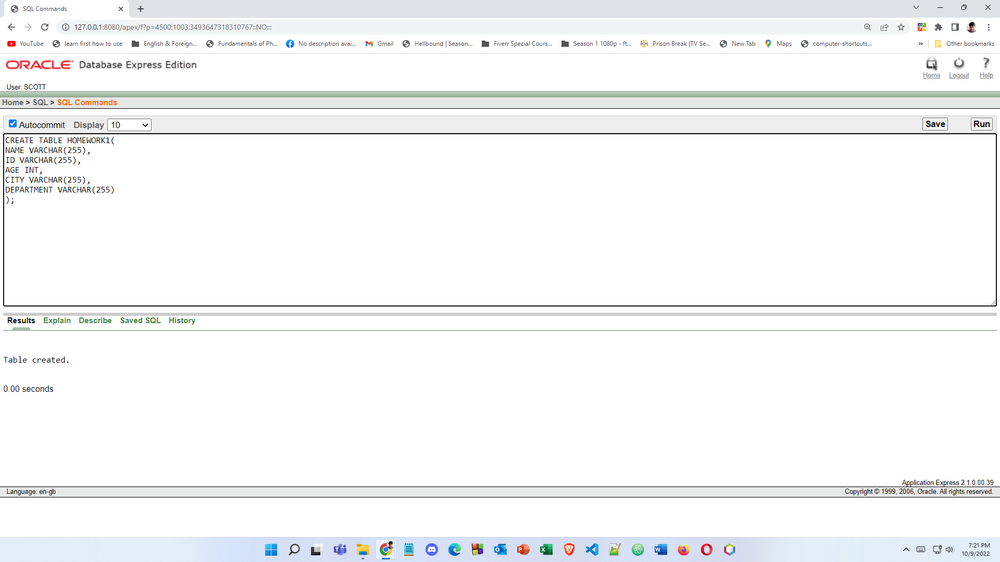 SQL Commands
127.0.0.1:8080/apex/f?p=4500:1003:3493647318310767::NO:::
YouTube learn first how to use English & Foreign... Fundamentals of Ph... No description avai... Gmail Hellbound | Season... Fiverr Special Cours... Season 1 1080p - ft... Prison Break (TV Se... New Tab Maps computer-shortcuts... » Other bookmarks
ORACLE Database Express Edition
Home Logout Help
User: SCOTT
Home > SQL > SQL Commands
Autocommit Display 10 Save Run
CREATE TABLE HOMEWORK1(
NAME VARCHAR(255),
ID VARCHAR(255),
AGE INT,
CITY VARCHAR(255),
DEPARTMENT VARCHAR(255)
);
Results Explain Describe Saved SQL History
Table created.
0.00 seconds
Application Express 2.1.0.00.39
Language: en-gb Copyright © 1999, 2006, Oracle. All rights reserved.
7:21 PM
10/9/2022